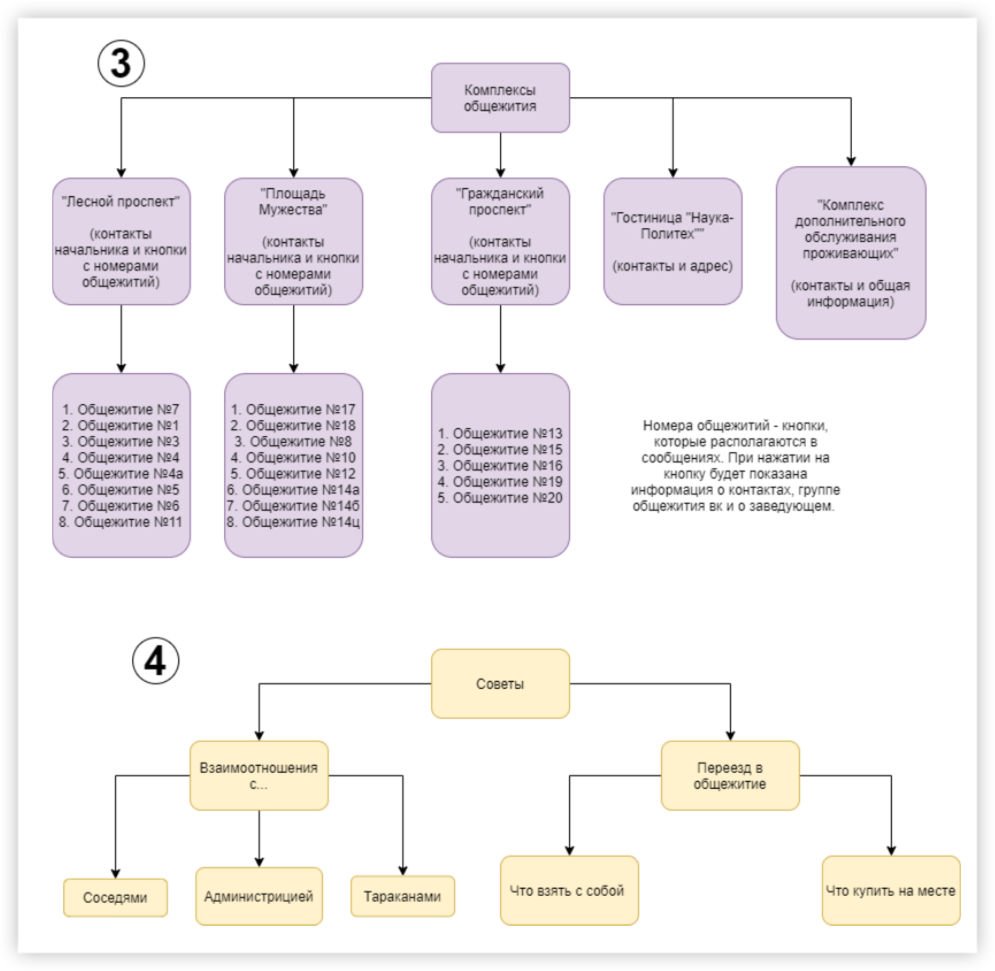 3
Комплексы
общежития
"Лесной проспект"
(контакты
начальника и кнопки
с номерами
общежитий)
"Площадь
Мужества"
(контакты
начальника и кнопки
с номерами
общежитий)
"Гражданский
проспект"
(контакты
начальника и кнопки
с номерами
общежитий)
"Гостиница "Наука-
Политех""
(контакты и адрес)
"Комплекс
дополнительного
обслуживания
проживающих"
(контакты и общая
информация)
1. Общежитие №7
2. Общежитие №1
3. Общежитие №3
4. Общежитие №4
5. Общежитие №4а
6. Общежитие №5
7. Общежитие №6
8. Общежитие №11
1. Общежитие №17
2. Общежитие №18
3. Общежитие №8
4. Общежитие №10
5. Общежитие №12
6. Общежитие №14а
7. Общежитие №14б
8. Общежитие №14ц
1. Общежитие №13
2. Общежитие №15
3. Общежитие №16
4. Общежитие №19
5. Общежитие №20
Номера общежитий - кнопки,
которые располагаются в
сообщениях. При нажатии на
кнопку будет показана
информация о контактах, группе
общежития вк и о заведующем.
4
Советы
Взаимоотношения
с...
Переезд в
общежитие
Соседями
Администрицией
Тараканами
Что взять с собой
Что купить на месте